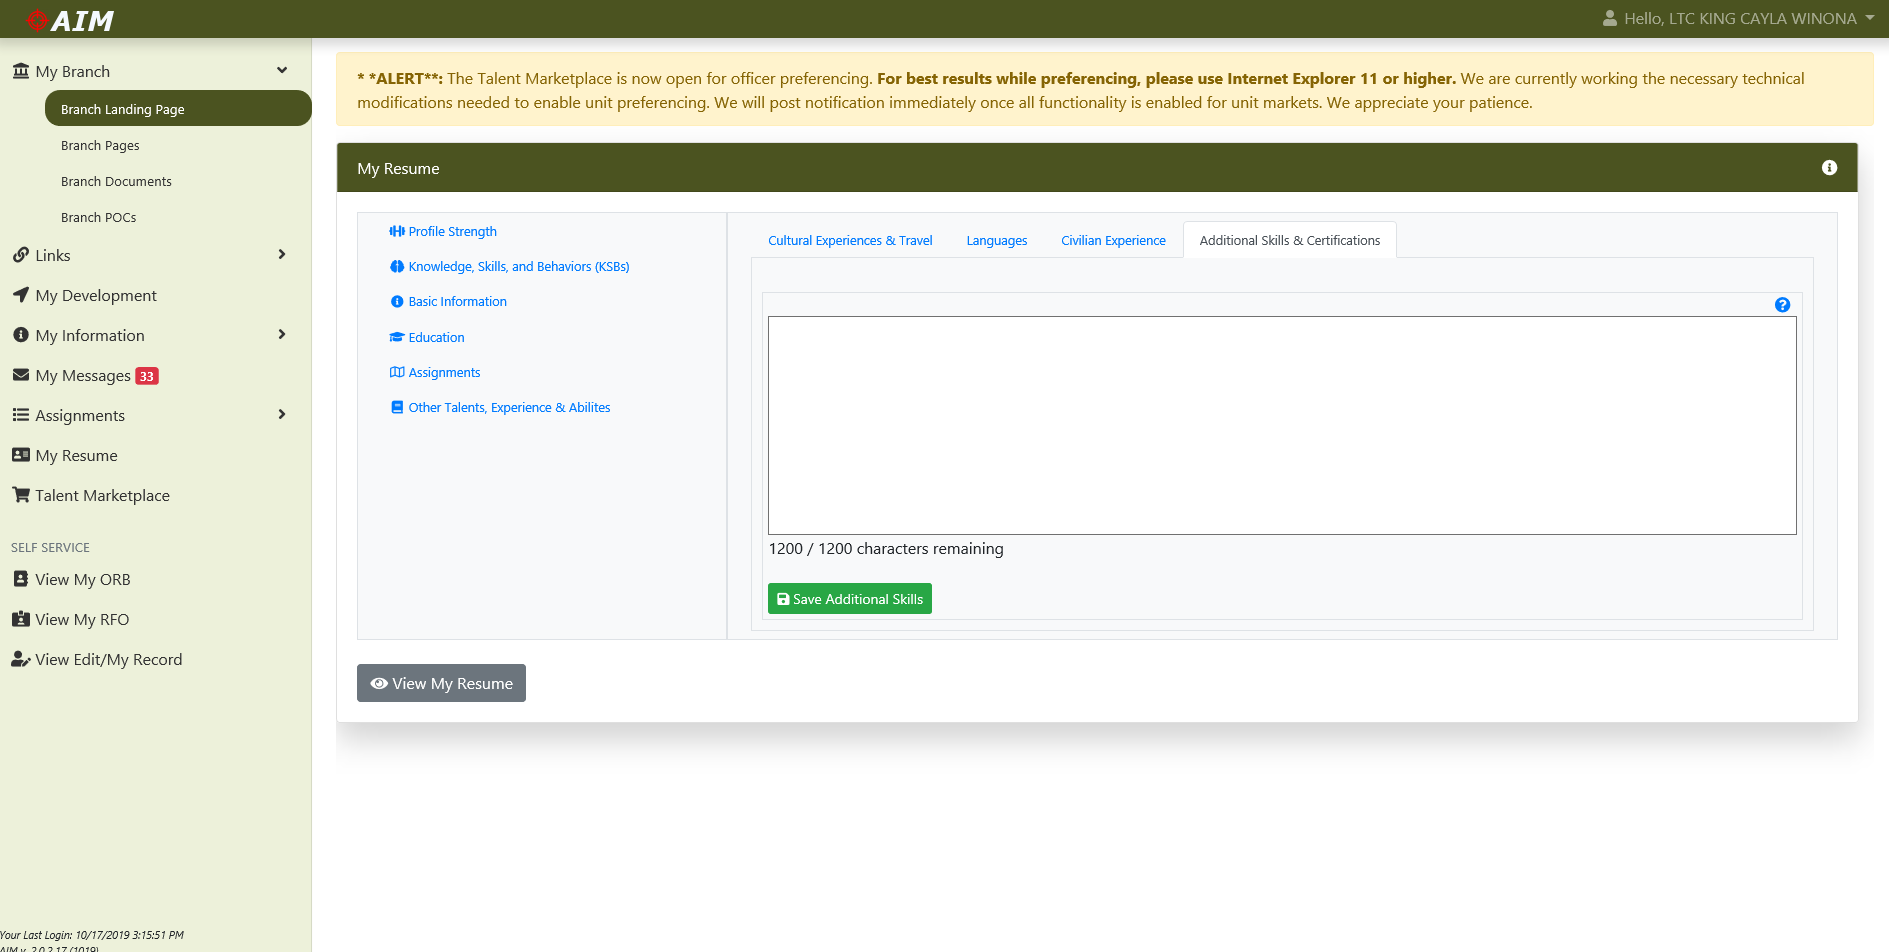 AIM
Hello, LTC KING CAYLA WINONA
My Branch
Branch Landing Page
Branch Pages
Branch Documents
Branch POCs
Links
My Development
My Information
My Messages 33
Assignments
My Resume
Talent Marketplace
SELF SERVICE
View My ORB
View My RFO
View Edit/My Record
Your Last Login: 10/17/2019 3:15:51 PM
AIM v. 2.0.2.17 (1019)
* *ALERT**: The Talent Marketplace is now open for officer preferencing. For best results while preferencing, please use Internet Explorer 11 or higher. We are currently working the necessary technical
modifications needed to enable unit preferencing. We will post notification immediately once all functionality is enabled for unit markets. We appreciate your patience.
My Resume
Profile Strength
Knowledge, Skills, and Behaviors (KSBs)
Basic Information
Education
Assignments
Other Talents, Experience & Abilites
Cultural Experiences & Travel Languages Civilian Experience Additional Skills & Certifications
1200 / 1200 characters remaining
Save Additional Skills
View My Resume